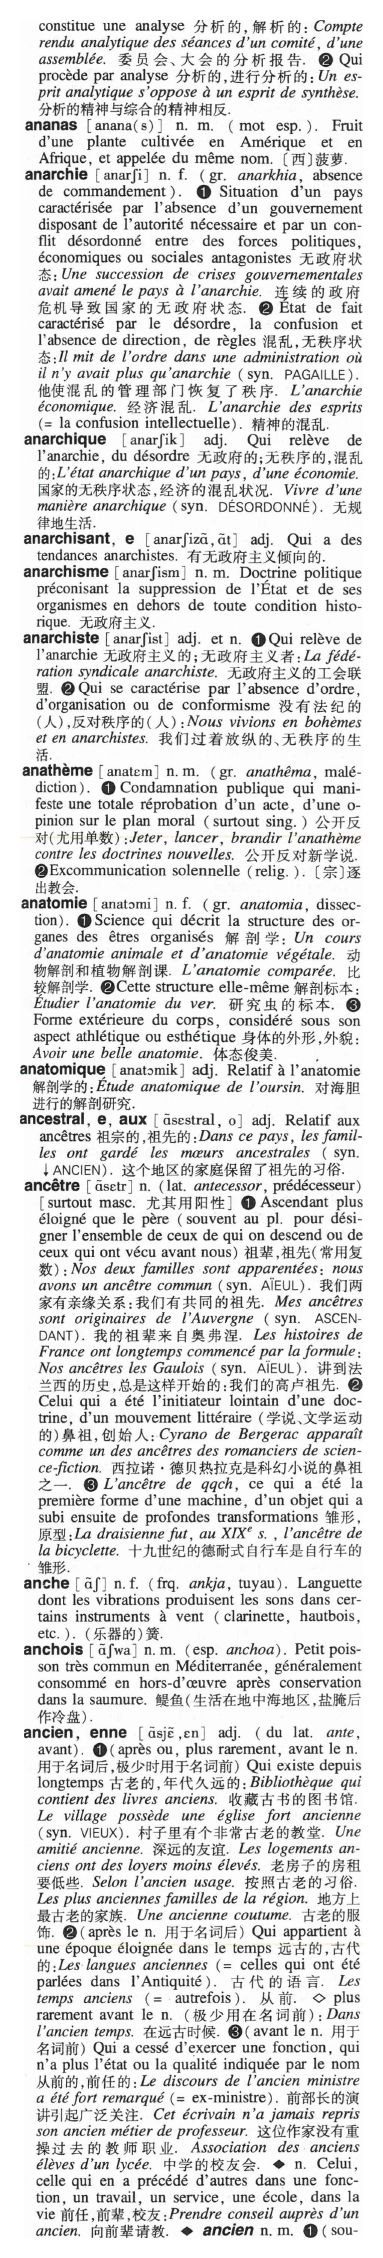 constitue une analyse 分析的, 解析的: Compte
rendu analytique des séances d'un comité, d'une
assemblée. 委员会、大会的分析报告. ❷ Qui
procède par analyse 分析的,进行分析的: Un es-
prit analytique s'oppose à un esprit de synthèse.
分析的精神与综合的精神相反.
ananas [anana(s)] n. m. (mot esp.). Fruit
d'une plante cultivée en Amérique et en
Afrique, et appelée du même nom. [西]菠萝.
anarchie [anarʃi] n. f. (gr. anarkhia, absence
de commandement). ❶ Situation d'un pays
caractérisée par l'absence d'un gouvernement
disposant de l'autorité nécessaire et par un con-
flit désordonné entre des forces politiques,
économiques ou sociales antagonistes 无政府状
态: Une succession de crises gouvernementales
avait amené le pays à l'anarchie. 连续的政府
危机导致国家的无政府状态. ❷ État de fait
caractérisé par le désordre, la confusion et
l'absence de direction, de règles 混乱,无秩序状
态:Il mit de l'ordre dans une administration où
il n'y avait plus qu'anarchie (syn. PAGAILLE).
他使混乱的管理部门恢复了秩序. L'anarchie
économique. 经济混乱. L'anarchie des esprits
(= la confusion intellectuelle). 精神的混乱.
anarchique [anarʃik] adj. Qui relève de
l'anarchie, du désordre 无政府的;无秩序的,混乱
的:L'état anarchique d'un pays, d'une économie.
国家的无秩序状态,经济的混乱状况. Vivre d'une
manière anarchique (syn. DÉSORDONNÉ). 无规
律地生活.
anarchisant, e [anarʃizɑ̃, ɑ̃t] adj. Qui a des
tendances anarchistes. 有无政府主义倾向的.
anarchisme [anarʃism] n. m. Doctrine politique
préconisant la suppression de l'État et de ses
organismes en dehors de toute condition histo-
rique. 无政府主义.
anarchiste [anarʃist] adj. et n. ❶ Qui relève de
l'anarchie 无政府主义的;无政府主义者: La fédé-
ration syndicale anarchiste. 无政府主义的工会联
盟. ❷ Qui se caractérise par l'absence d'ordre,
d'organisation ou de conformisme 没有法纪的
(人),反对秩序的(人):Nous vivions en bohèmes
et en anarchistes. 我们过着放纵的、无秩序的生
活.
anathème [anatɛm] n. m. (gr. anathêma, malé-
diction). ❶ Condamnation publique qui mani-
feste une totale réprobation d'un acte, d'une o-
pinion sur le plan moral (surtout sing.) 公开反
对(尤用单数):Jeter, lancer, brandir l'anathème
contre les doctrines nouvelles. 公开反对新学说.
❷Excommunication solennelle (relig.). [宗]逐
出教会.
anatomie [anatɔmi] n. f. (gr. anatomia, dissec-
tion). ❶ Science qui décrit la structure des or-
ganes des êtres organisés 解剖学: Un cours
d'anatomie animale et d'anatomie végétale. 动
物解剖和植物解剖课. L'anatomie comparée. 比
较解剖学. ❷Cette structure elle-même 解剖标本:
Étudier l'anatomie du ver. 研究虫的标本. ❸
Forme extérieure du corps, considéré sous son
aspect athlétique ou esthétique 身体的外形,外貌:
Avoir une belle anatomie. 体态俊美.
anatomique [anatɔmik] adj. Relatif à l'anatomie
解剖学的:Étude anatomique de l'oursin. 对海胆
进行的解剖研究.
ancestral, e, aux [ɑ̃sɛstral, o] adj. Relatif aux
ancêtres 祖宗的,祖先的:Dans ce pays, les famil-
les ont gardé les mœurs ancestrales (syn.
↓ANCIEN). 这个地区的家庭保留了祖先的习俗.
ancêtre [ɑ̃sɛtr] n. (lat. antecessor, prédécesseur)
[surtout masc. 尤其用阳性] ❶ Ascendant plus
éloigné que le père (souvent au pl. pour dési-
gner l'ensemble de ceux de qui on descend ou de
ceux qui ont vécu avant nous) 祖辈,祖先(常用复
数):Nos deux familles sont apparentées: nous
avons un ancêtre commun (syn. AÏEUL). 我们两
家有亲缘关系:我们有共同的祖先. Mes ancêtres
sont originaires de l'Auvergne (syn. ASCEN-
DANT). 我的祖辈来自奥弗涅. Les histoires de
France ont longtemps commencé par la formule:
Nos ancêtres les Gaulois (syn. AÏEUL). 讲到法
兰西的历史,总是这样开始的:我们的高卢祖先. ❷
Celui qui a été l'initiateur lointain d'une doc-
trine, d'un mouvement littéraire (学说、文学运动
的)鼻祖,创始人:Cyrano de Bergerac apparaît
comme un des ancêtres des romanciers de scien-
ce-fiction. 西拉诺·德贝热拉克是科幻小说的鼻祖
之一. ❸ L'ancêtre de qqch, ce qui a été la
première forme d'une machine, d'un objet qui a
subi ensuite de profondes transformations 雏形,
原型:La draisienne fut, au XIXe s., l'ancêtre de
la bicyclette. 十九世纪的德耐式自行车是自行车的
雏形.
anche [ɑ̃ʃ] n. f. (frq. ankja, tuyau). Languette
dont les vibrations produisent les sons dans cer-
tains instruments à vent (clarinette, hautbois,
etc.). (乐器的)簧.
anchois [ɑ̃ʃwa] n. m. (esp. anchoa). Petit pois-
son très commun en Méditerranée, généralement
consommé en hors-d'œuvre après conservation
dans la saumure. 鳀鱼(生活在地中海地区,盐腌后
作冷盘).
ancien, enne [ɑ̃sjɛ̃,ɛn] adj. (du lat. ante,
avant). ❶(après ou, plus rarement, avant le n.
用于名词后,极少时用于名词前) Qui existe depuis
longtemps 古老的,年代久远的:Bibliothèque qui
contient des livres anciens. 收藏古书的图书馆.
Le village possède une église fort ancienne
(syn. VIEUX). 村子里有个非常古老的教堂. Une
amitié ancienne. 深远的友谊. Les logements an-
ciens ont des loyers moins élevés. 老房子的房租
要低些. Selon l'ancien usage. 按照古老的习俗.
Les plus anciennes familles de la région. 地方上
最古老的家族. Une ancienne coutume. 古老的服
饰. ❷(après le n. 用于名词后) Qui appartient à
une époque éloignée dans le temps 远古的,古代
的:Les langues anciennes (= celles qui ont été
parlées dans l'Antiquité). 古代的语言. Les
temps anciens (= autrefois). 从前. ◇ plus
rarement avant le n. (极少用在名词前):Dans
l'ancien temps. 在远古时候. ❸(avant le n. 用于
名词前) Qui a cessé d'exercer une fonction, qui
n'a plus l'état ou la qualité indiquée par le nom
从前的,前任的:Le discours de l'ancien ministre
a été fort remarqué (= ex-ministre). 前部长的演
讲引起广泛关注. Cet écrivain n'a jamais repris
son ancien métier de professeur. 这位作家没有重
操过去的教师职业. Association des anciens
élèves d'un lycée. 中学的校友会. ◆ n. Celui,
celle qui en a précédé d'autres dans une fonc-
tion, un travail, un service, une école, dans la
vie 前任,前辈,校友:Prendre conseil auprès d'un
ancien. 向前辈请教. ◆ ancien n. m. ❶ (sou-